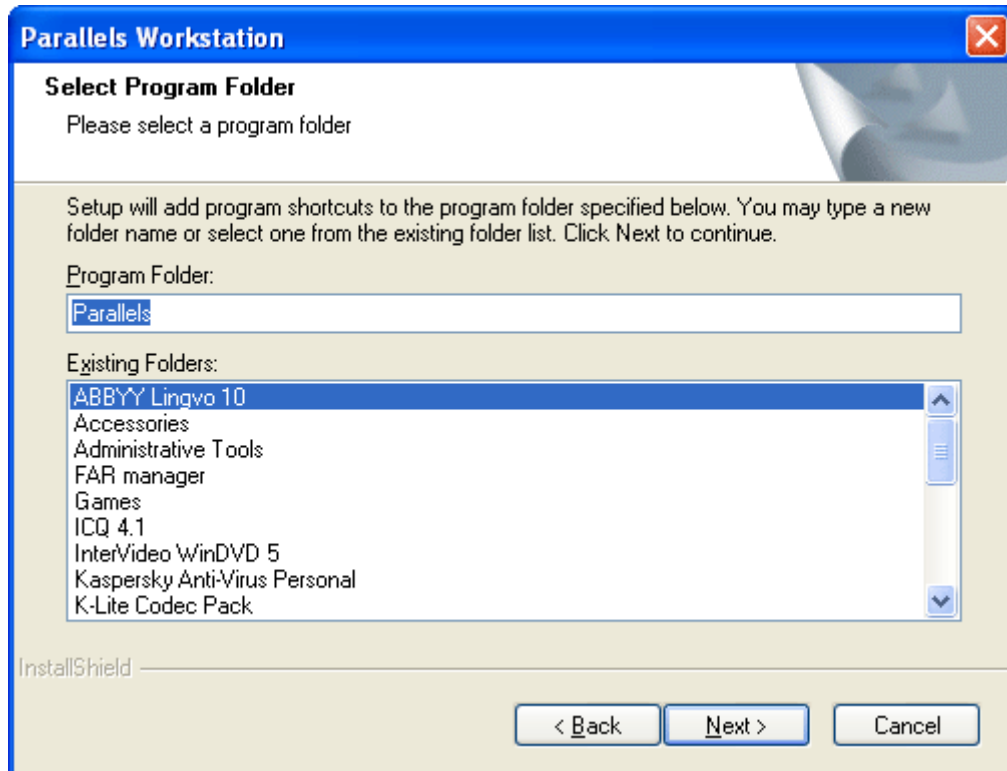 Parallels Workstation
Select Program Folder
Please select a program folder
Setup will add program shortcuts to the program folder specified below. You may type a new
folder name or select one from the existing folder list. Click Next to continue.
Program Folder:
Parallels
Existing Folders:
ABBYY Lingvo 10
Accessories
Administrative Tools
FAR manager
Games
ICQ 4.1
InterVideo WinDVD 5
Kaspersky Anti-Virus Personal
K-Lite Codec Pack
InstallShield
< Back Next > Cancel